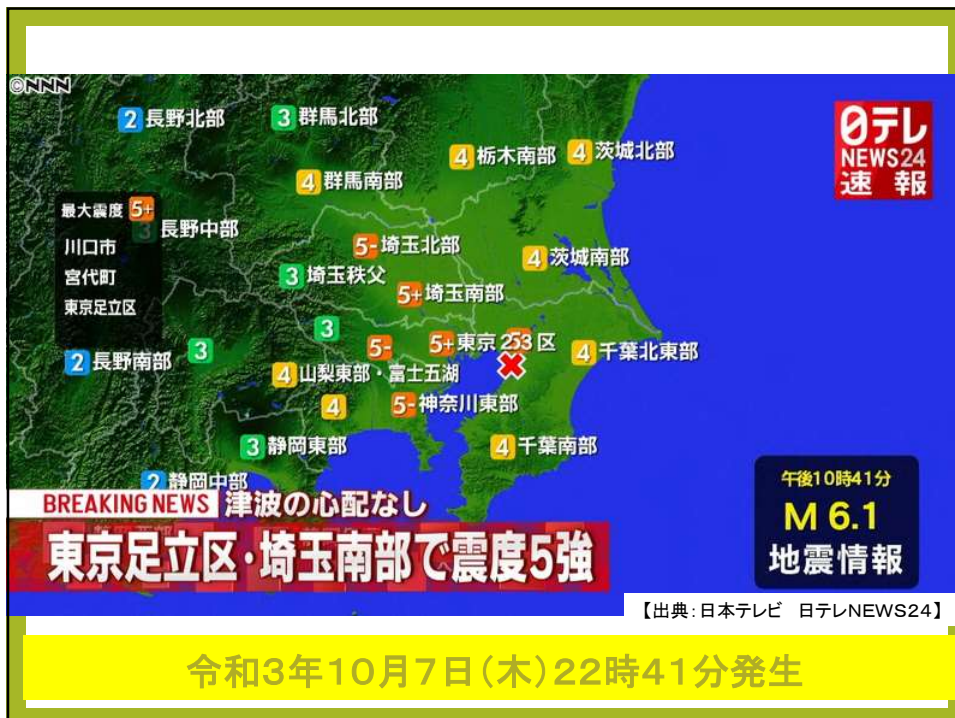 ©NNN
2 長野北部
3 群馬北部
4 栃木南部
4 茨城北部
日テレ
NEWS24
速報
4 群馬南部
最大震度 5+
川口市
宮代町
東京足立区
3 長野中部
5- 埼玉北部
4 茨城南部
3 埼玉秩父
5+ 埼玉南部
3
5-
5+ 東京23区
5-
4 千葉北東部
2 長野南部
3
4 山梨東部・富士五湖
4
5- 神奈川東部
3 静岡東部
4 千葉南部
2 静岡中部
午後10時41分
M 6.1
地震情報
BREAKING NEWS 津波の心配なし
東京足立区・埼玉南部で震度5強
【出典:日本テレビ 日テレNEWS24】
令和3年10月7日(木)22時41分発生